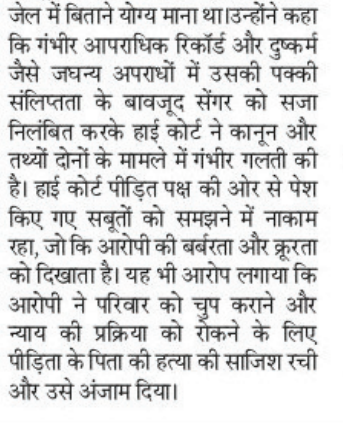 जेल में बिताने योग्य माना था।उन्होंने कहा
कि गंभीर आपराधिक रिकॉर्ड और दुष्कर्म
जैसे जघन्य अपराधों में उसकी पक्की
संलिप्तता के बावजूद सेंगर को सजा
निलंबित करके हाई कोर्ट ने कानून और
तथ्यों दोनों के मामले में गंभीर गलती की
है। हाई कोर्ट पीड़ित पक्ष की ओर से पेश
किए गए सबूतों को समझने में नाकाम
रहा, जो कि आरोपी की बर्बरता और क्रूरता
को दिखाता है। यह भी आरोप लगाया कि
आरोपी ने परिवार को चुप कराने और
न्याय की प्रक्रिया को रोकने के लिए
पीड़िता के पिता की हत्या की साजिश रची
और उसे अंजाम दिया।